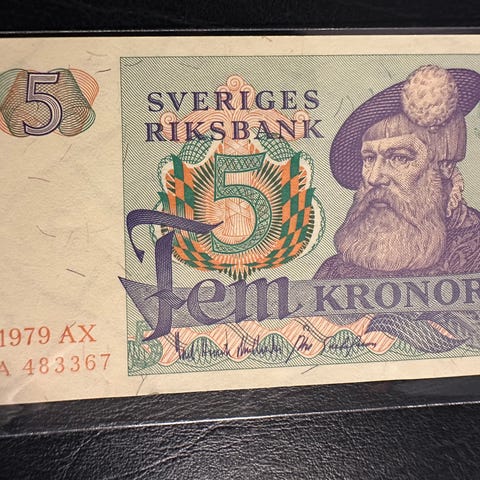 5
SVERIGES
RIKSBANK
5
Fem KRONOR
1979 AX
A 483367